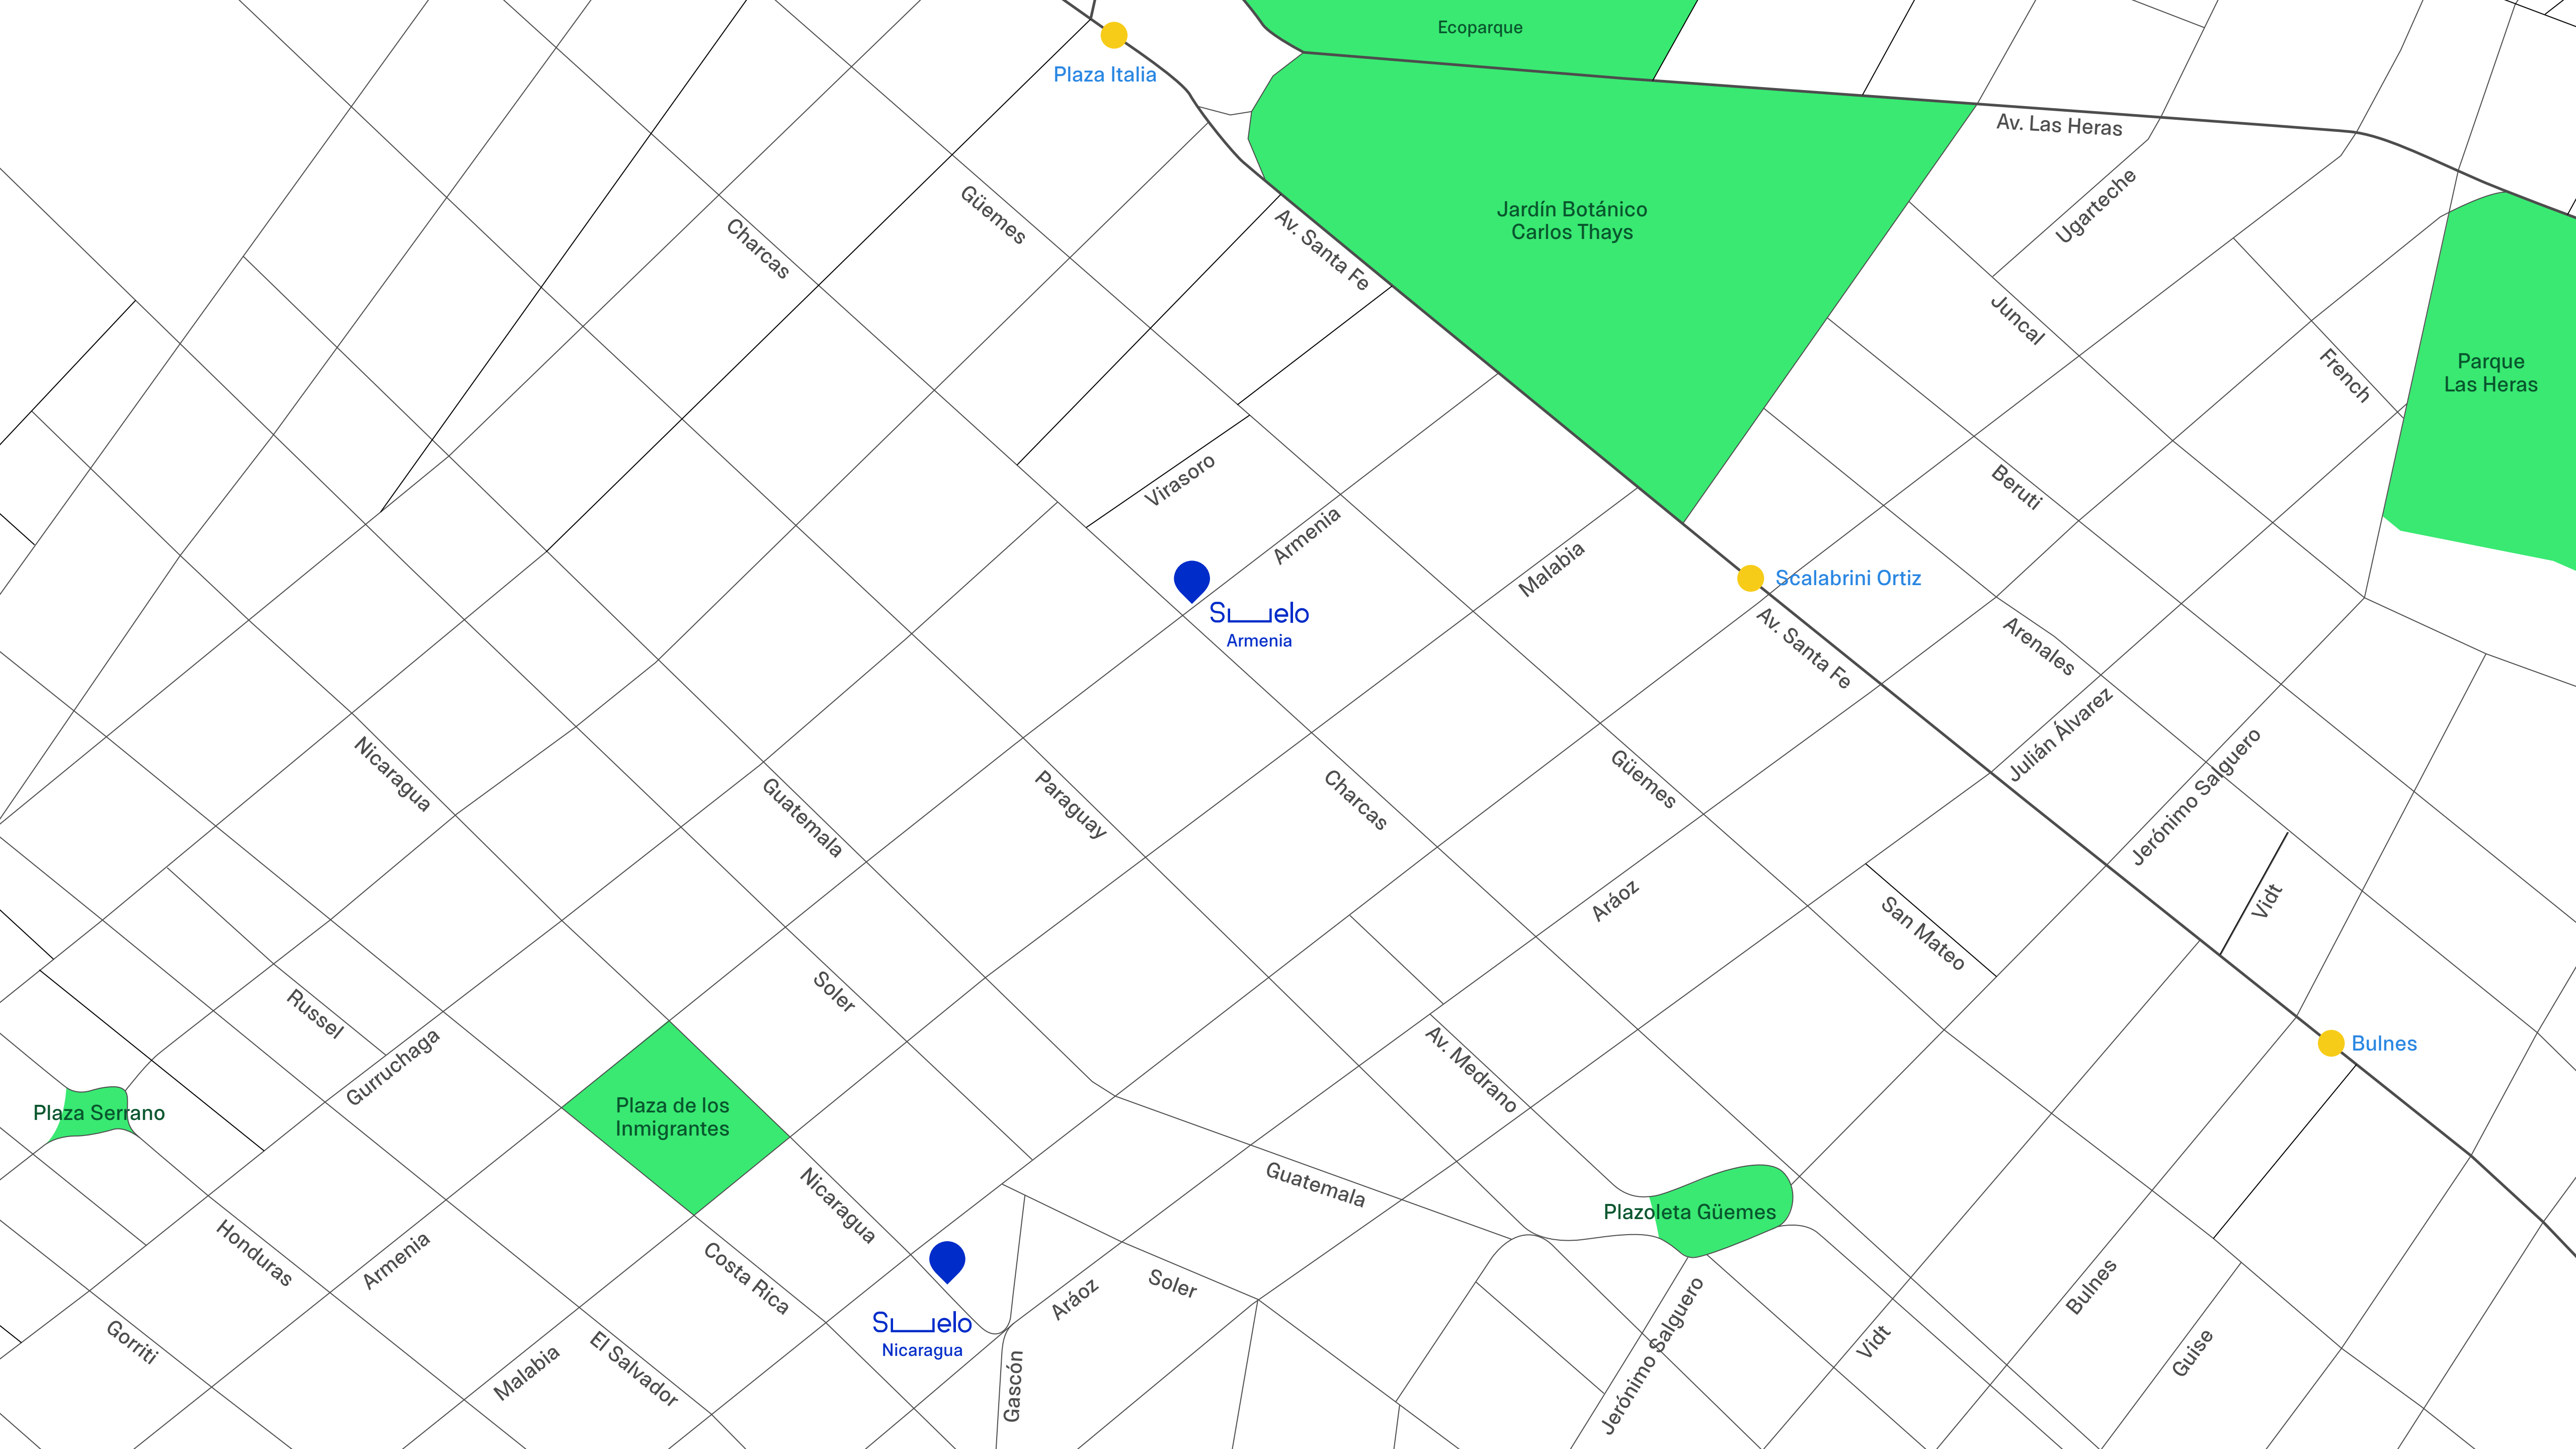 Ecoparque
Plaza Italia
Av. Las Heras
Ugarteche
Güemes
Charcas
Av. Santa Fe
Jardín Botánico
Carlos Thays
Juncal
French
Parque
Las Heras
Virasoro
Armenia
Malabia
Beruti
Scalabrini Ortiz
Suelo
Armenia
Av. Santa Fe
Arenales
Julián Álvarez
Jerónimo Salguero
Nicaragua
Guatemala
Paraguay
Charcas
Güemes
Aráoz
San Mateo
Vidt
Soler
Russel
Gurruchaga
Av. Medrano
Bulnes
Plaza Serrano
Plaza de los
Inmigrantes
Nicaragua
Guatemala
Plazoleta Güemes
Honduras
Armenia
Costa Rica
Aráoz
Soler
Bulnes
Gorriti
Malabia
El Salvador
Suelo
Nicaragua
Gascón
Jerónimo Salguero
Vidt
Guise